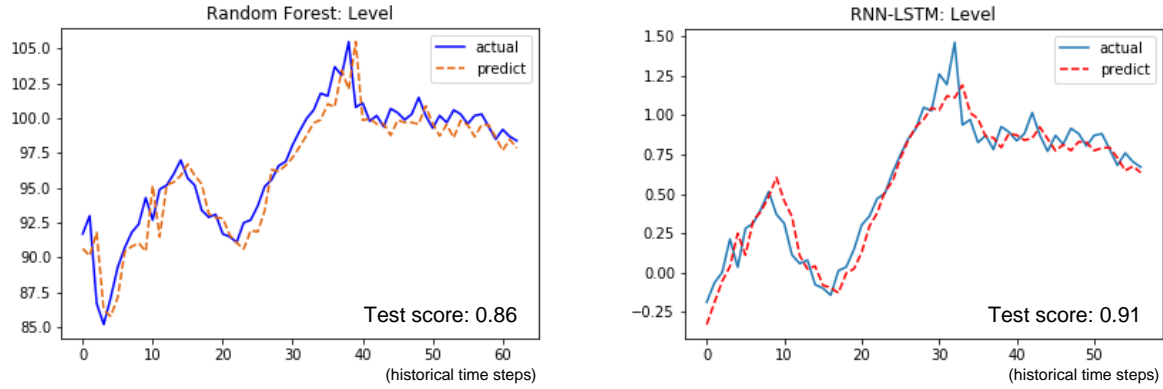 Random Forest: Level
105.0
102.5
100.0
97.5
95.0
92.5
90.0
87.5
85.0
actual
predict
Test score: 0.86
0 10 20 30 40 50 60
(historical time steps)
RNN-LSTM: Level
1.50
1.25
1.00
0.75
0.50
0.25
0.00
−0.25
actual
predict
Test score: 0.91
0 10 20 30 40 50
(historical time steps)